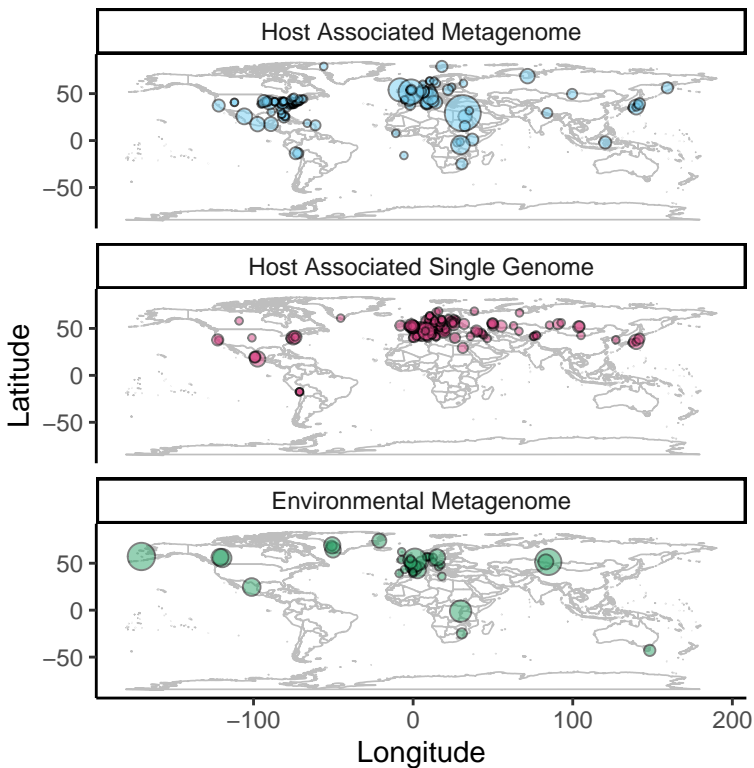 Host Associated Metagenome
50
0
−50
Host Associated Single Genome
50
0
−50
Latitude
Environmental Metagenome
50
0
−50
−100 0 100 200
Longitude